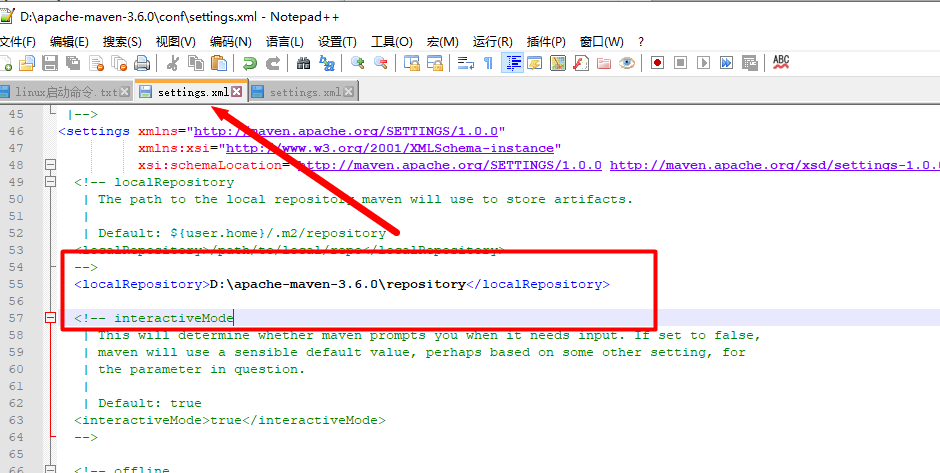 D:\apache-maven-3.6.0\conf\settings.xml - Notepad++
文件(F) 编辑(E) 搜索(S) 视图(V) 编码(N) 语言(L) 设置(T) 工具(O) 宏(M) 运行(R) 插件(P) 窗口(W) ?
ABC
linux启动命令.txt settings.xml settings.xml
45 |-->
46 <settings xmlns="http://maven.apache.org/SETTINGS/1.0.0"
47 xmlns:xsi="http://www.w3.org/2001/XMLSchema-instance"
48 xsi:schemaLocation="http://maven.apache.org/SETTINGS/1.0.0 http://maven.apache.org/xsd/settings-1.0.0
49 <!-- localRepository
50 | The path to the local repository maven will use to store artifacts.
51 |
52 | Default: ${user.home}/.m2/repository
53 <localRepository>/path/to/local/repo</localRepository>
54 -->
55 <localRepository>D:\apache-maven-3.6.0\repository</localRepository>
56
57 <!-- interactiveMode
58 | This will determine whether maven prompts you when it needs input. If set to false,
59 | maven will use a sensible default value, perhaps based on some other setting, for
60 | the parameter in question.
61 |
62 | Default: true
63 <interactiveMode>true</interactiveMode>
64 -->
65
66 <!-- offline